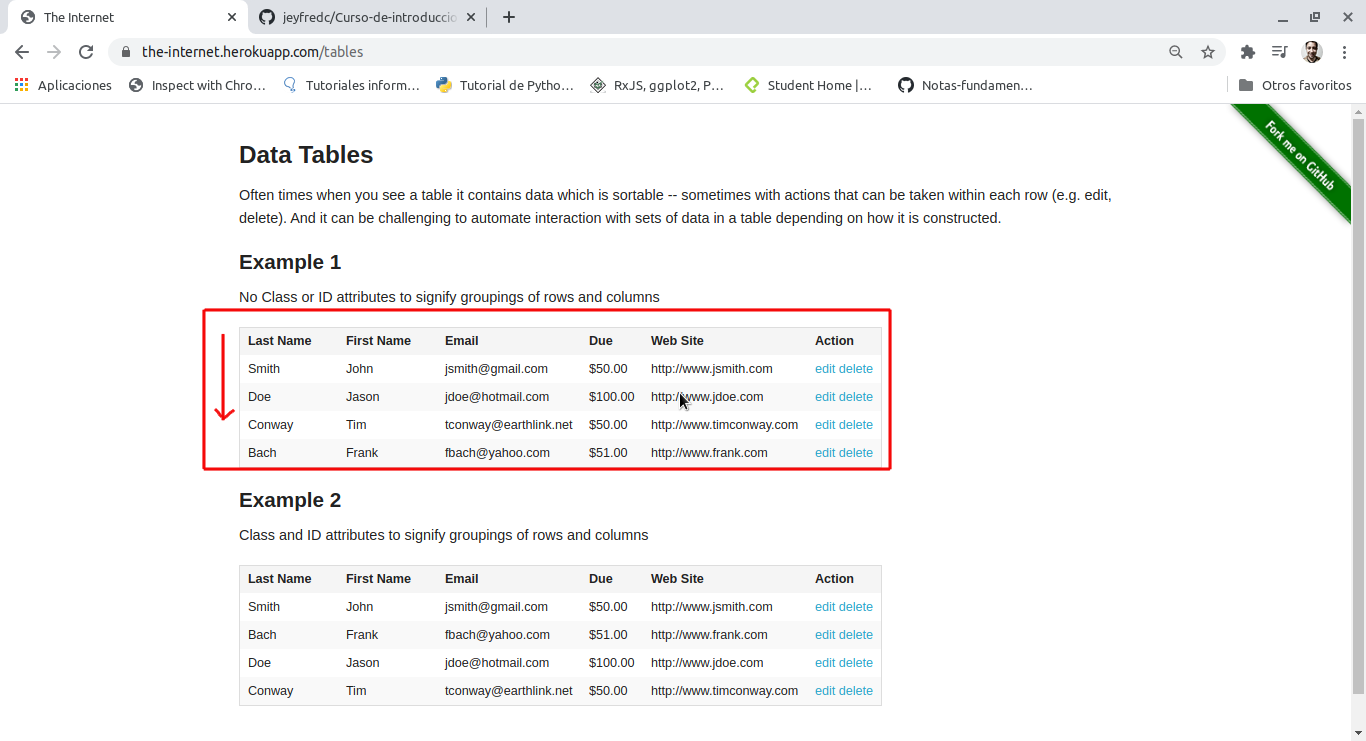 The Internet
jeyfredc/Curso-de-introduccio
the-internet.herokuapp.com/tables
Aplicaciones Inspect with Chro… Tutoriales inform… Tutorial de Pytho… RxJS, ggplot2, P… Student Home |… Notas-fundamen… Otros favoritos
Fork me on GitHub
Data Tables
Often times when you see a table it contains data which is sortable -- sometimes with actions that can be taken within each row (e.g. edit,
delete). And it can be challenging to automate interaction with sets of data in a table depending on how it is constructed.
Example 1
No Class or ID attributes to signify groupings of rows and columns
Last Name First Name Email Due Web Site Action
Smith John jsmith@gmail.com $50.00 http://www.jsmith.com edit delete
Doe Jason jdoe@hotmail.com $100.00 http://www.jdoe.com edit delete
Conway Tim tconway@earthlink.net $50.00 http://www.timconway.com edit delete
Bach Frank fbach@yahoo.com $51.00 http://www.frank.com edit delete
Example 2
Class and ID attributes to signify groupings of rows and columns
Last Name First Name Email Due Web Site Action
Smith John jsmith@gmail.com $50.00 http://www.jsmith.com edit delete
Bach Frank fbach@yahoo.com $51.00 http://www.frank.com edit delete
Doe Jason jdoe@hotmail.com $100.00 http://www.jdoe.com edit delete
Conway Tim tconway@earthlink.net $50.00 http://www.timconway.com edit delete